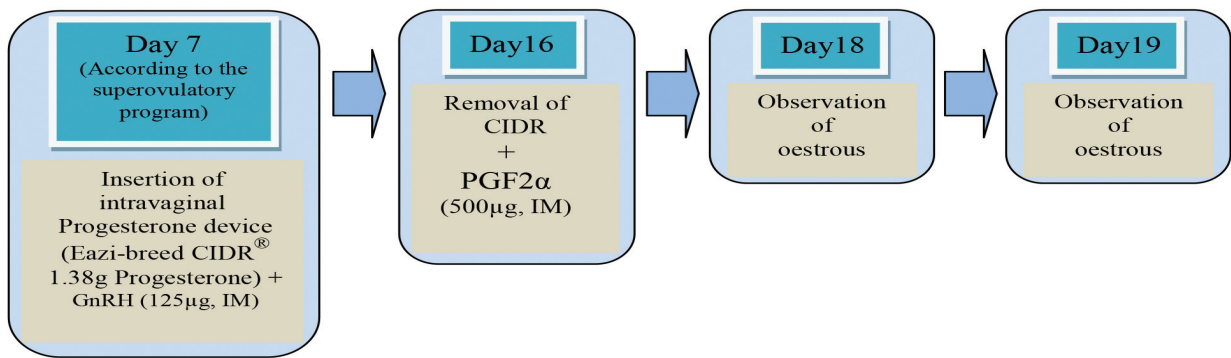 Day 7
(According to the
superovulatory
program)
Insertion of
intravaginal
Progesterone device
(Eazi-breed CIDR®
1.38g Progesterone) +
GnRH (125µg, IM)
Day16
Removal of
CIDR
+
PGF2α
(500µg, IM)
Day18
Observation
of
oestrous
Day19
Observation
of
oestrous